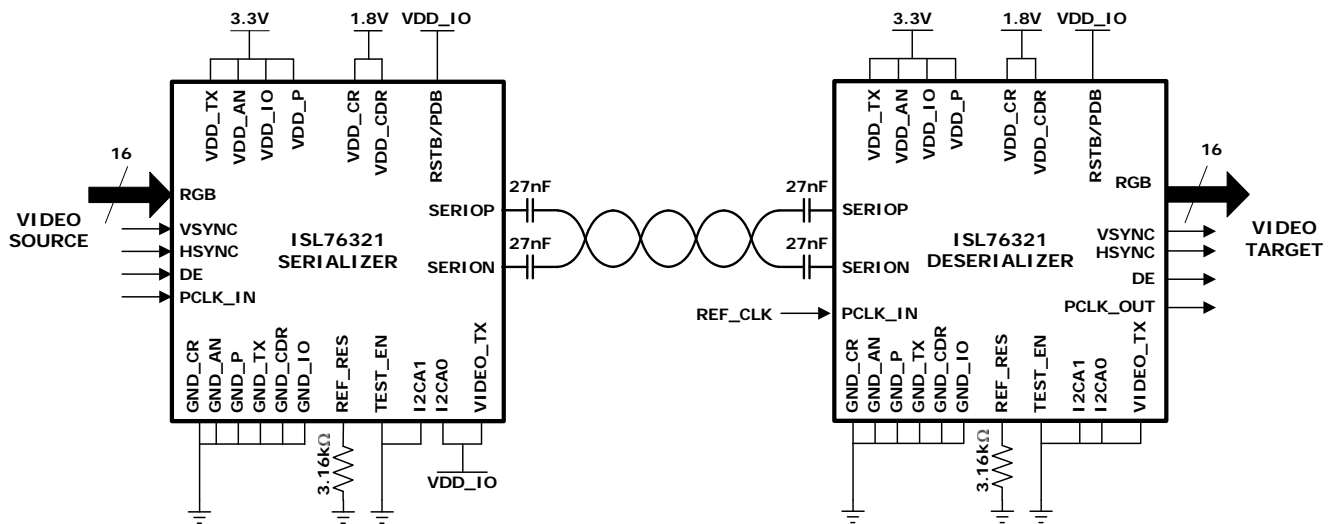 3.3V 1.8V VDD_IO
VDD_TX
VDD_AN
VDD_IO
VDD_P
VDD_CR
VDD_CDR
RSTB/PDB
16
RGB
VIDEO
SOURCE
VSYNC
HSYNC
DE
PCLK_IN
ISL76321
SERIALIZER
SERIOP
SERION
GND_CR
GND_AN
GND_P
GND_TX
GND_CDR
GND_IO
REF_RES
TEST_EN
I2CA1
I2CA0
VIDEO_TX
3.16kΩ
VDD_IO
27nF
27nF
27nF
27nF
3.3V 1.8V VDD_IO
VDD_TX
VDD_AN
VDD_IO
VDD_P
VDD_CR
VDD_CDR
RSTB/PDB
SERIOP
SERION
ISL76321
DESERIALIZER
REF_CLK
PCLK_IN
16
RGB
VSYNC
HSYNC
DE
PCLK_OUT
VIDEO
TARGET
GND_CR
GND_AN
GND_P
GND_TX
GND_CDR
GND_IO
REF_RES
TEST_EN
I2CA1
I2CA0
VIDEO_TX
3.16kΩ